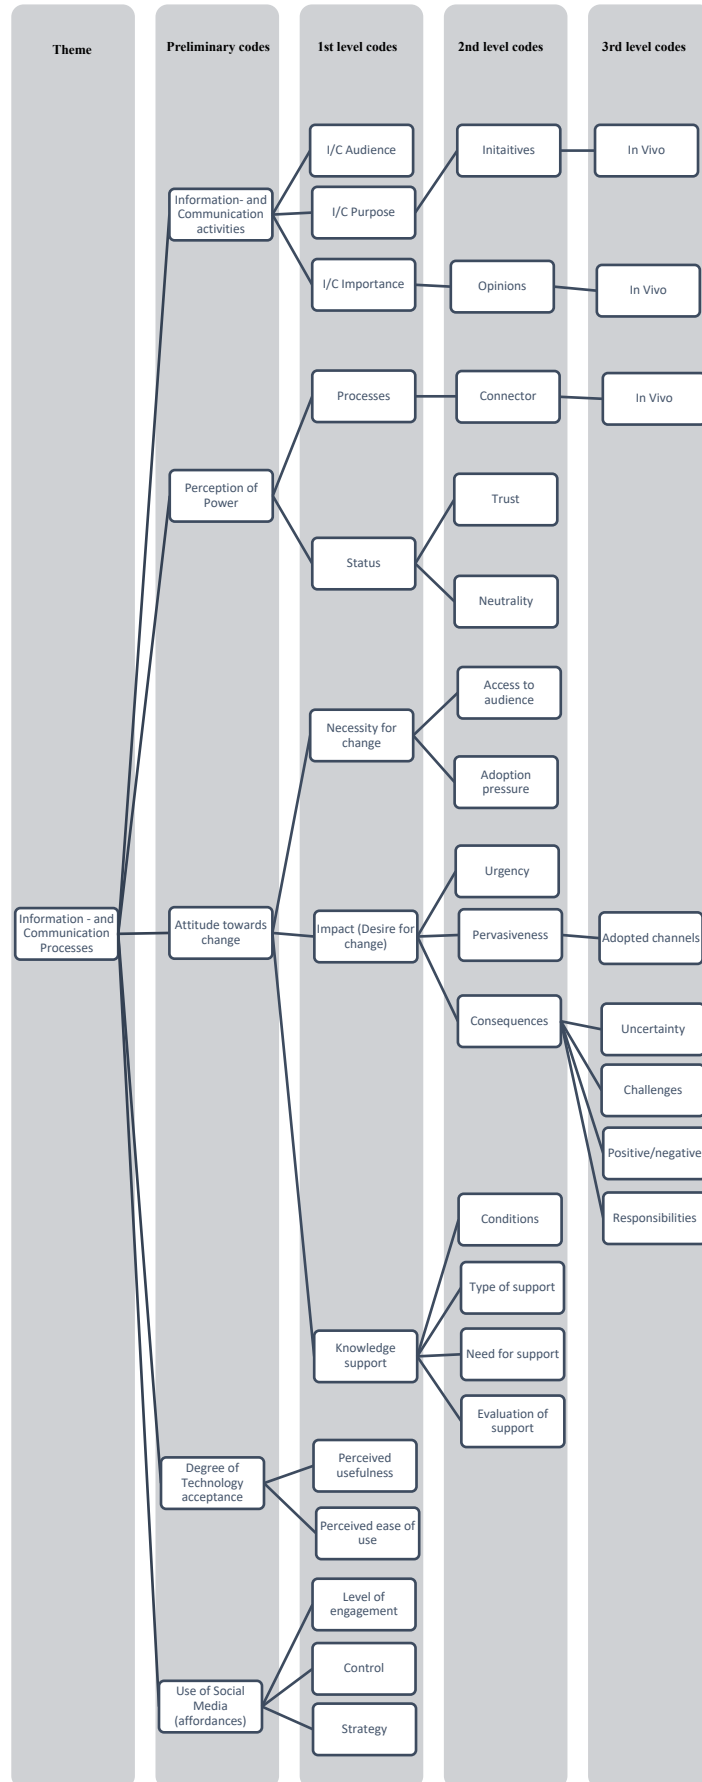 Theme
Preliminary codes
1st level codes
2nd level codes
3rd level codes
I/C Audience
Initaitives
In Vivo
Information- and
Communication
activities
I/C Purpose
I/C Importance
Opinions
In Vivo
Processes
Connector
In Vivo
Perception of
Power
Trust
Status
Neutrality
Access to
audience
Necessity for
change
Adoption
pressure
Urgency
Information - and
Communication
Processes
Attitude towards
change
Impact (Desire for
change)
Pervasiveness
Adopted channels
Consequences
Uncertainty
Challenges
Positive/negative
Responsibilities
Conditions
Type of support
Knowledge
support
Need for support
Evaluation of
support
Degree of
Technology
acceptance
Perceived
usefulness
Perceived ease of
use
Level of
engagement
Use of Social
Media
(affordances)
Control
Strategy